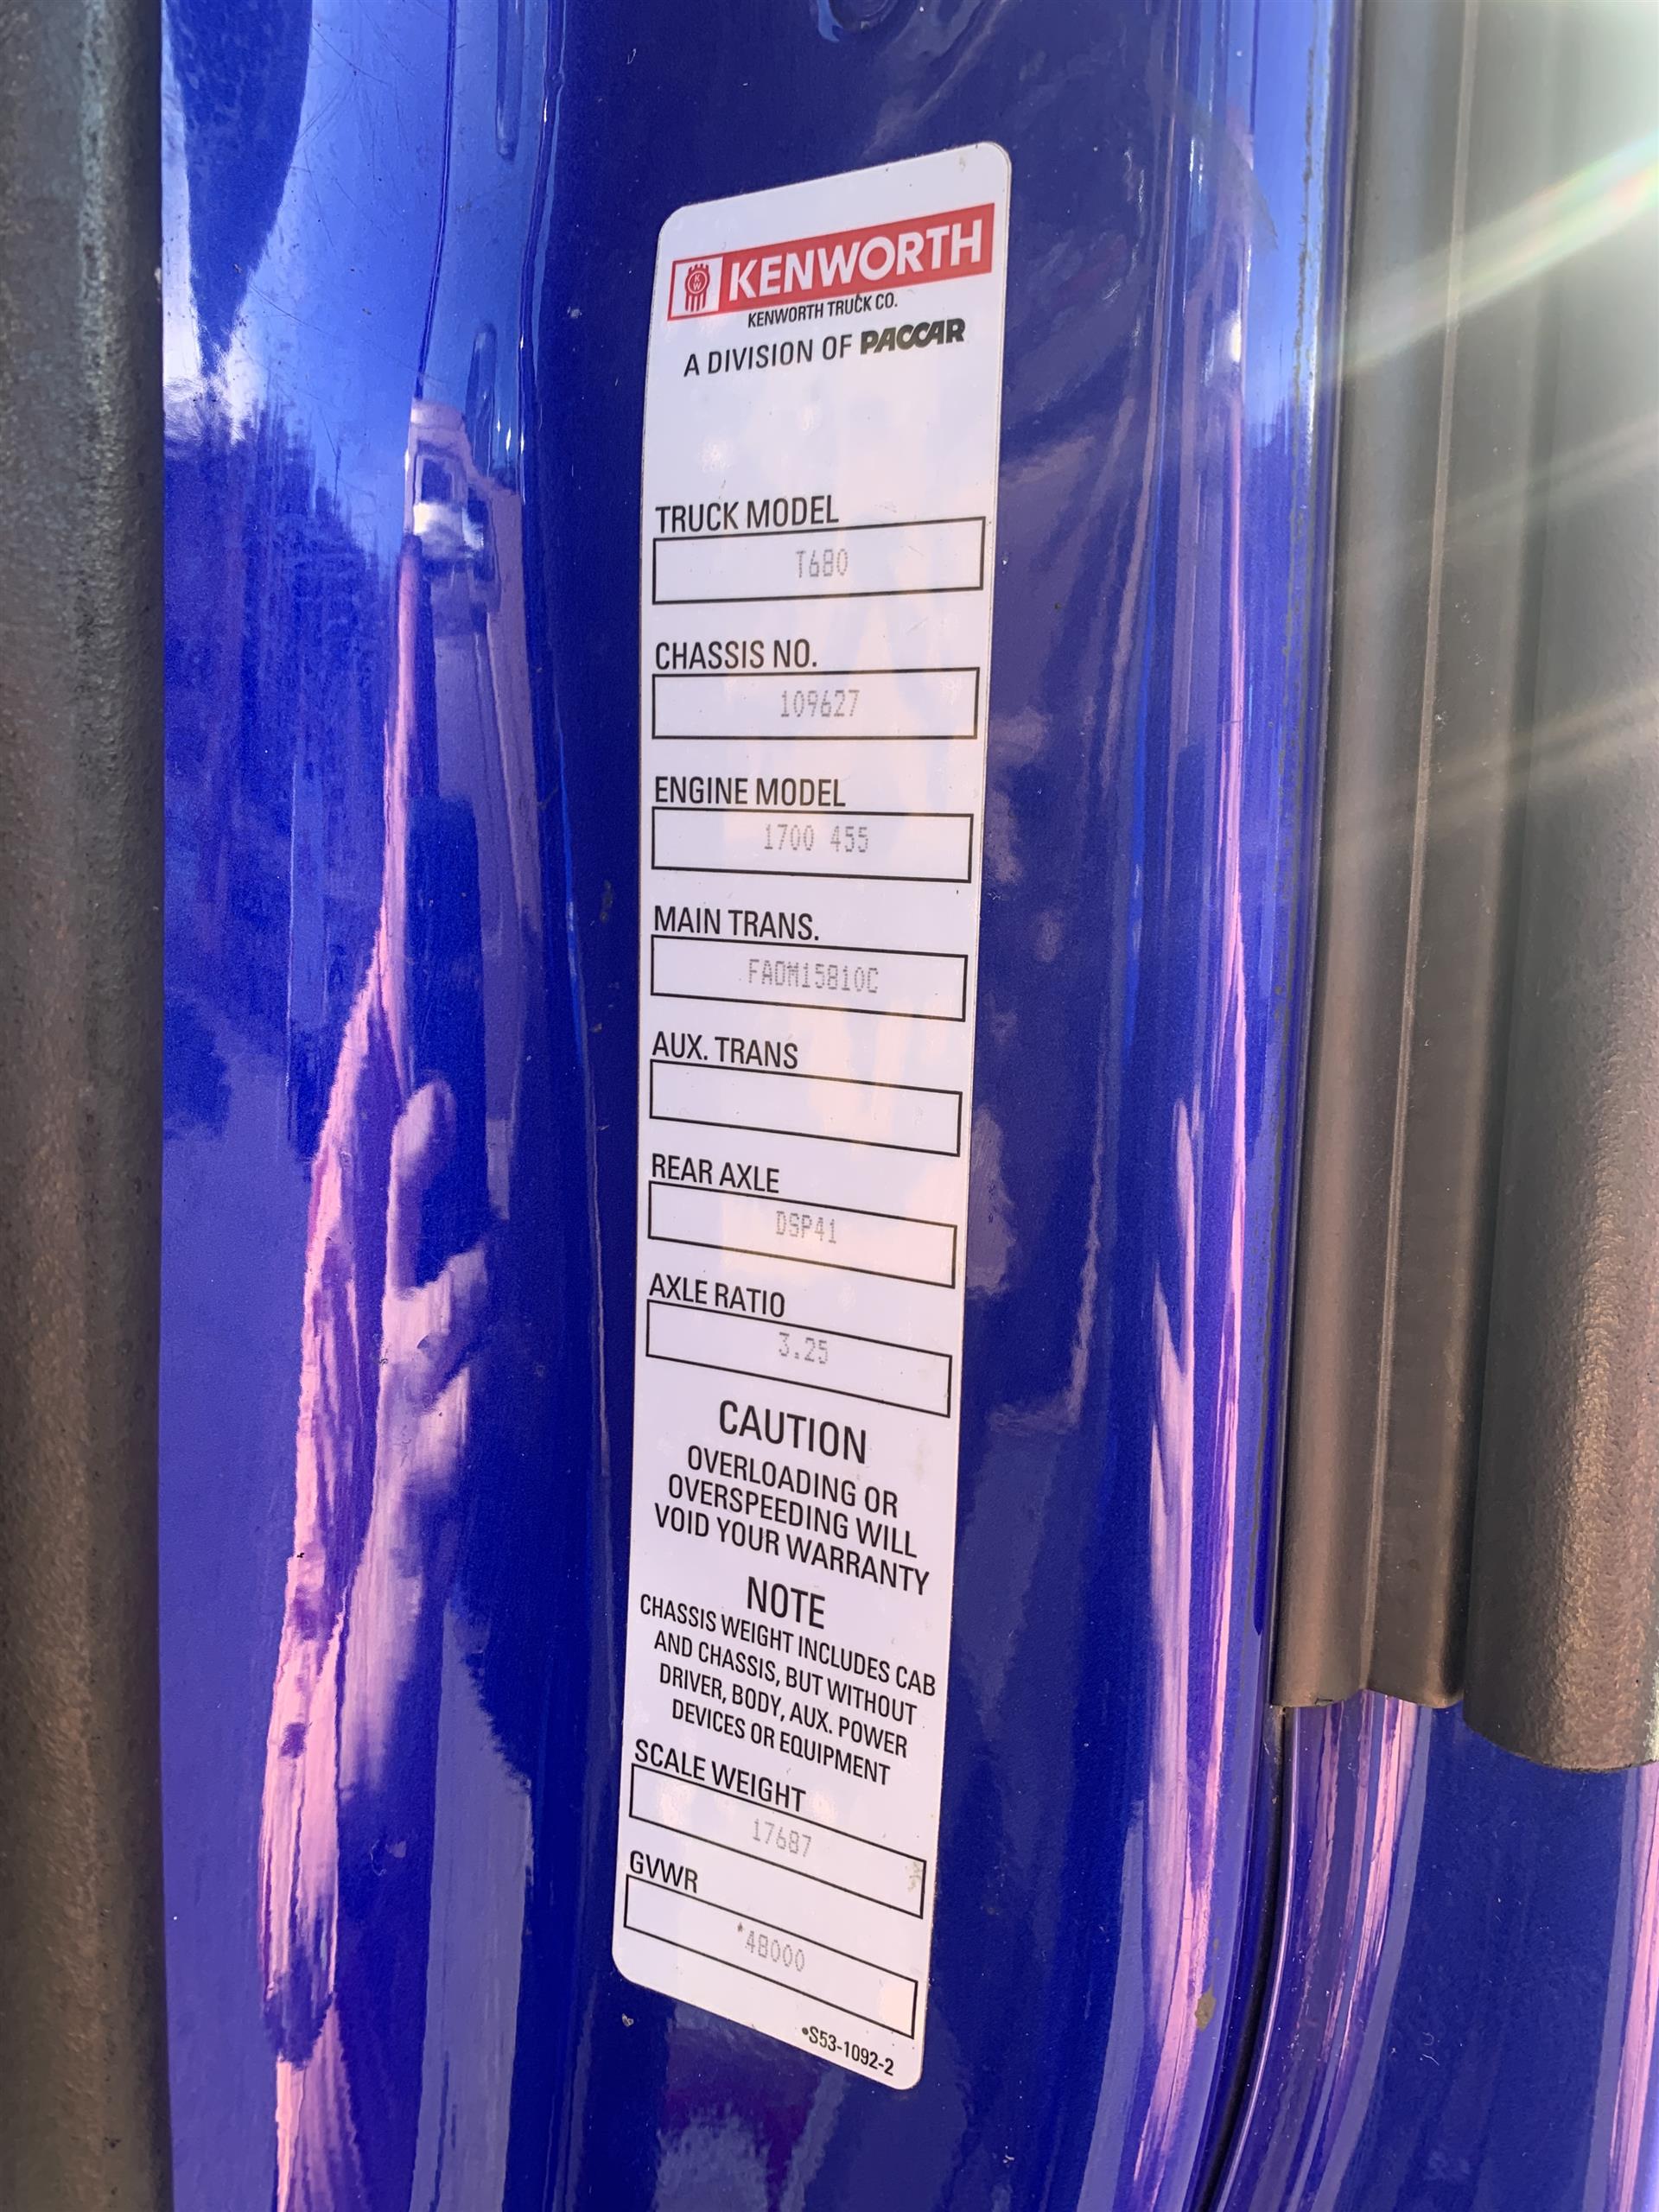 KW KENWORTH
KENWORTH TRUCK CO.
A DIVISION OF PACCAR
TRUCK MODEL
T680
CHASSIS NO.
109627
ENGINE MODEL
1700 455
MAIN TRANS.
FAOM15810C
AUX. TRANS
REAR AXLE
DSP41
AXLE RATIO
3.25
CAUTION
OVERLOADING OR
OVERSPEEDING WILL
VOID YOUR WARRANTY
NOTE
CHASSIS WEIGHT INCLUDES CAB
AND CHASSIS, BUT WITHOUT
DRIVER, BODY, AUX. POWER
DEVICES OR EQUIPMENT
SCALE WEIGHT
17687
GVWR
*48000
•S53-1092-2